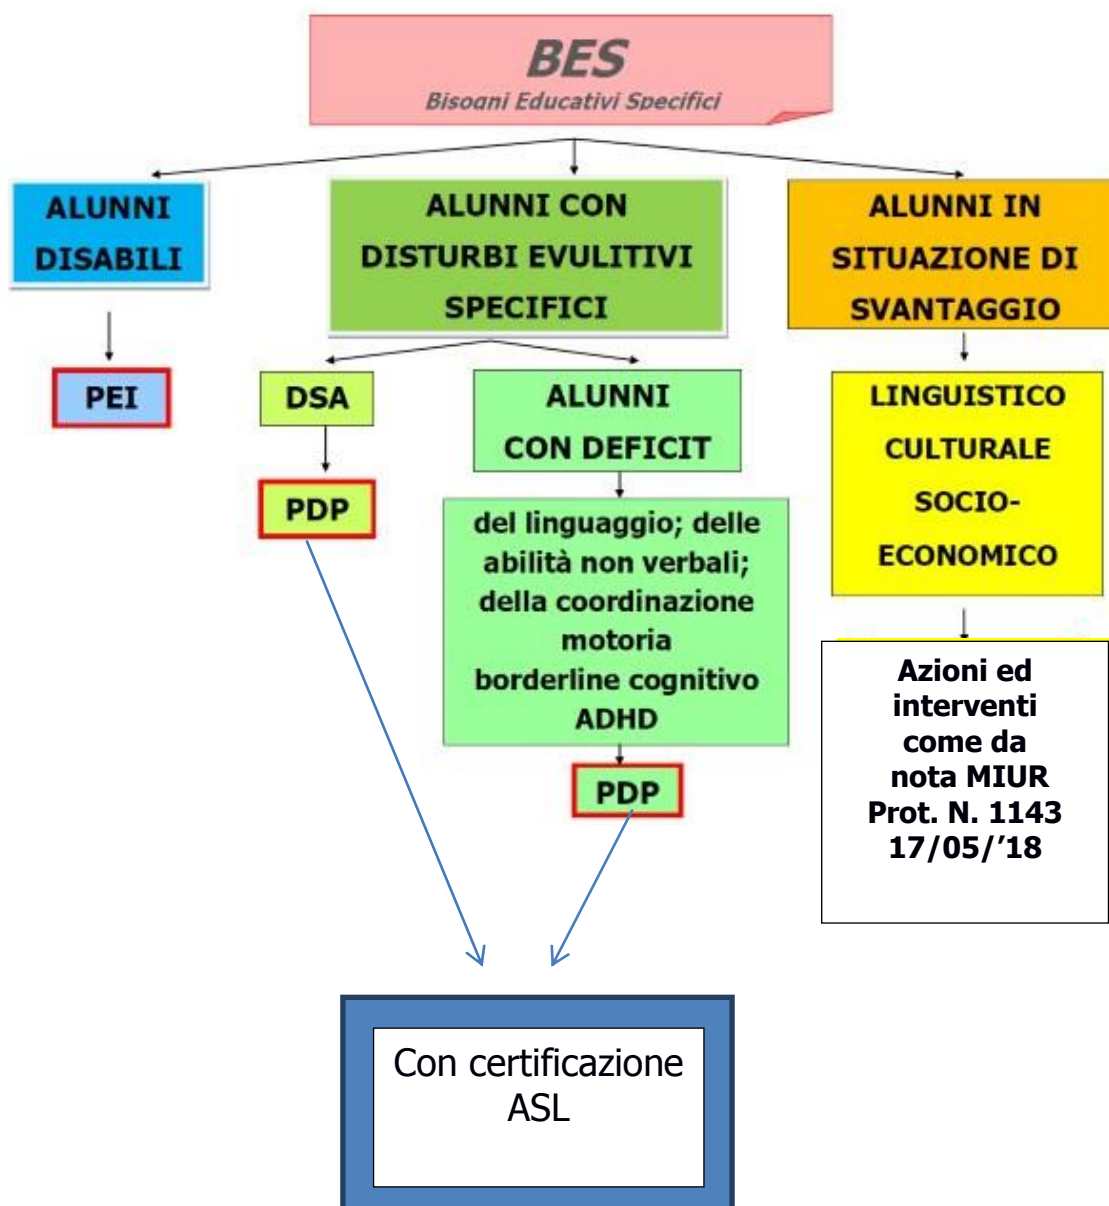 BES
Bisogni Educativi Specifici
ALUNNI
DISABILI
ALUNNI CON
DISTURBI EVULITIVI
SPECIFICI
ALUNNI IN
SITUAZIONE DI
SVANTAGGIO
PEI
DSA
ALUNNI
CON DEFICIT
LINGUISTICO
CULTURALE
SOCIO-
ECONOMICO
PDP
del linguaggio; delle
abilità non verbali;
della coordinazione
motoria
borderline cognitivo
ADHD
Azioni ed
interventi
come da
nota MIUR
Prot. N. 1143
17/05/’18
PDP
Con certificazione
ASL